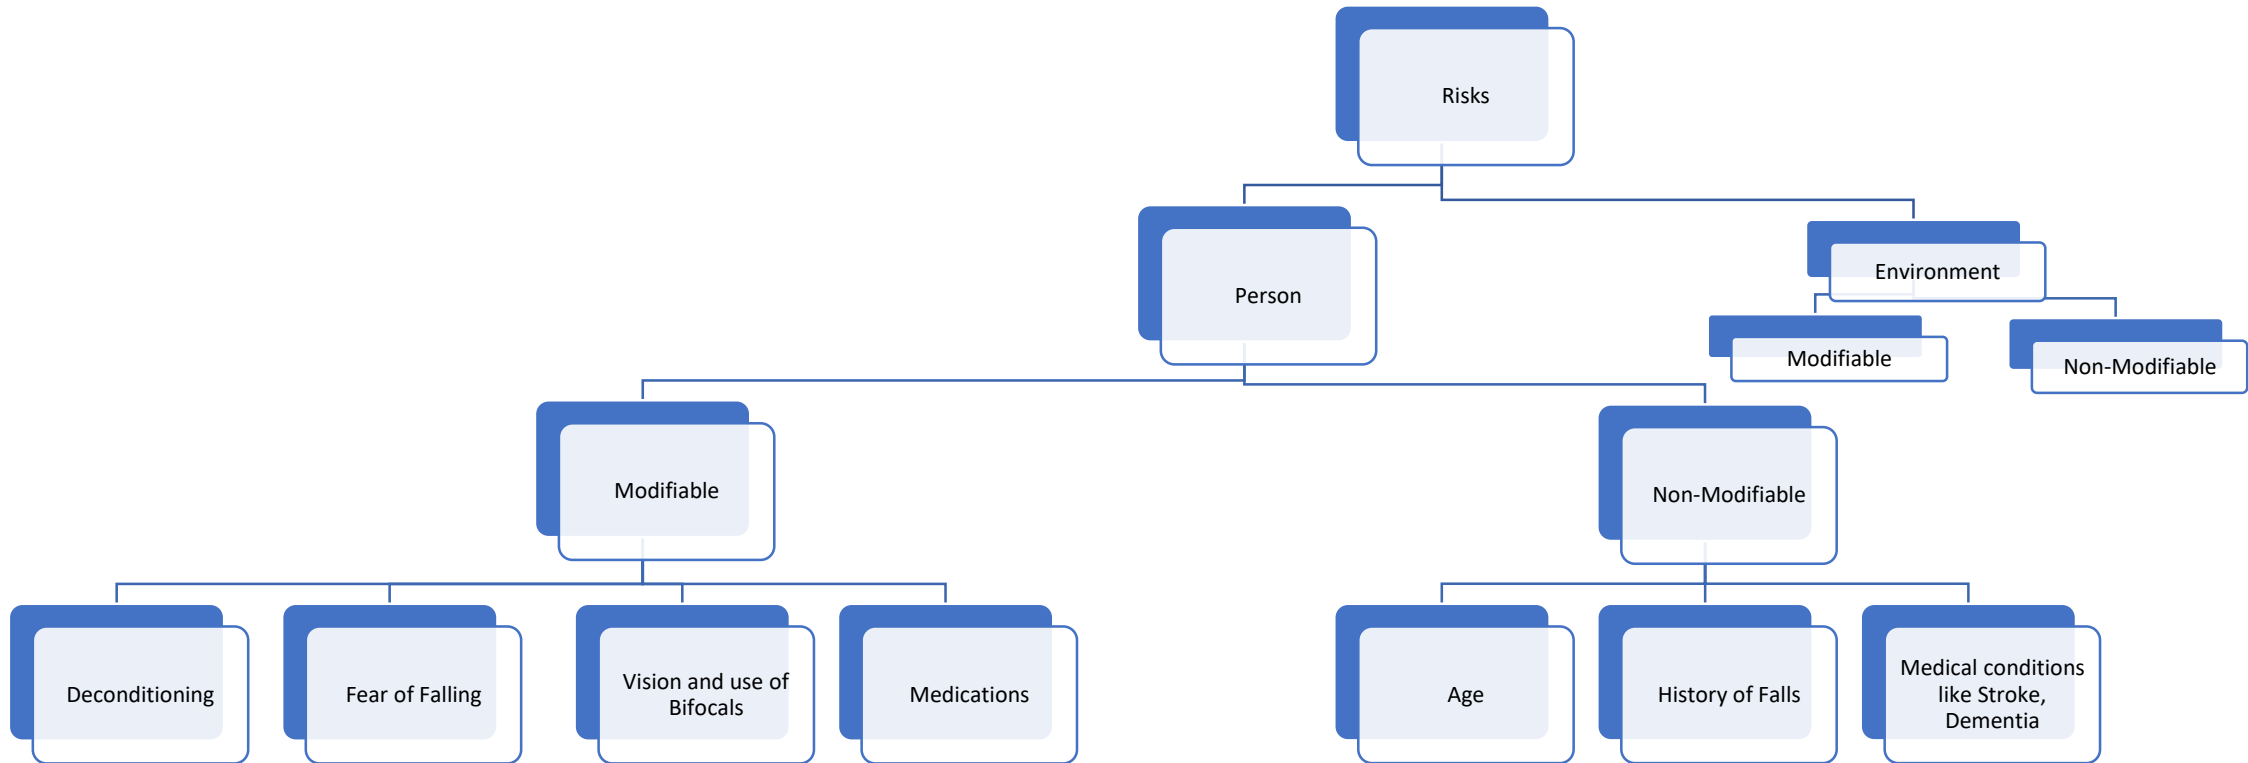 Risks
Person
Environment
Modifiable
Non-Modifiable
Modifiable
Non-Modifiable
Deconditioning
Fear of Falling
Vision and use of
Bifocals
Medications
Age
History of Falls
Medical conditions
like Stroke,
Dementia